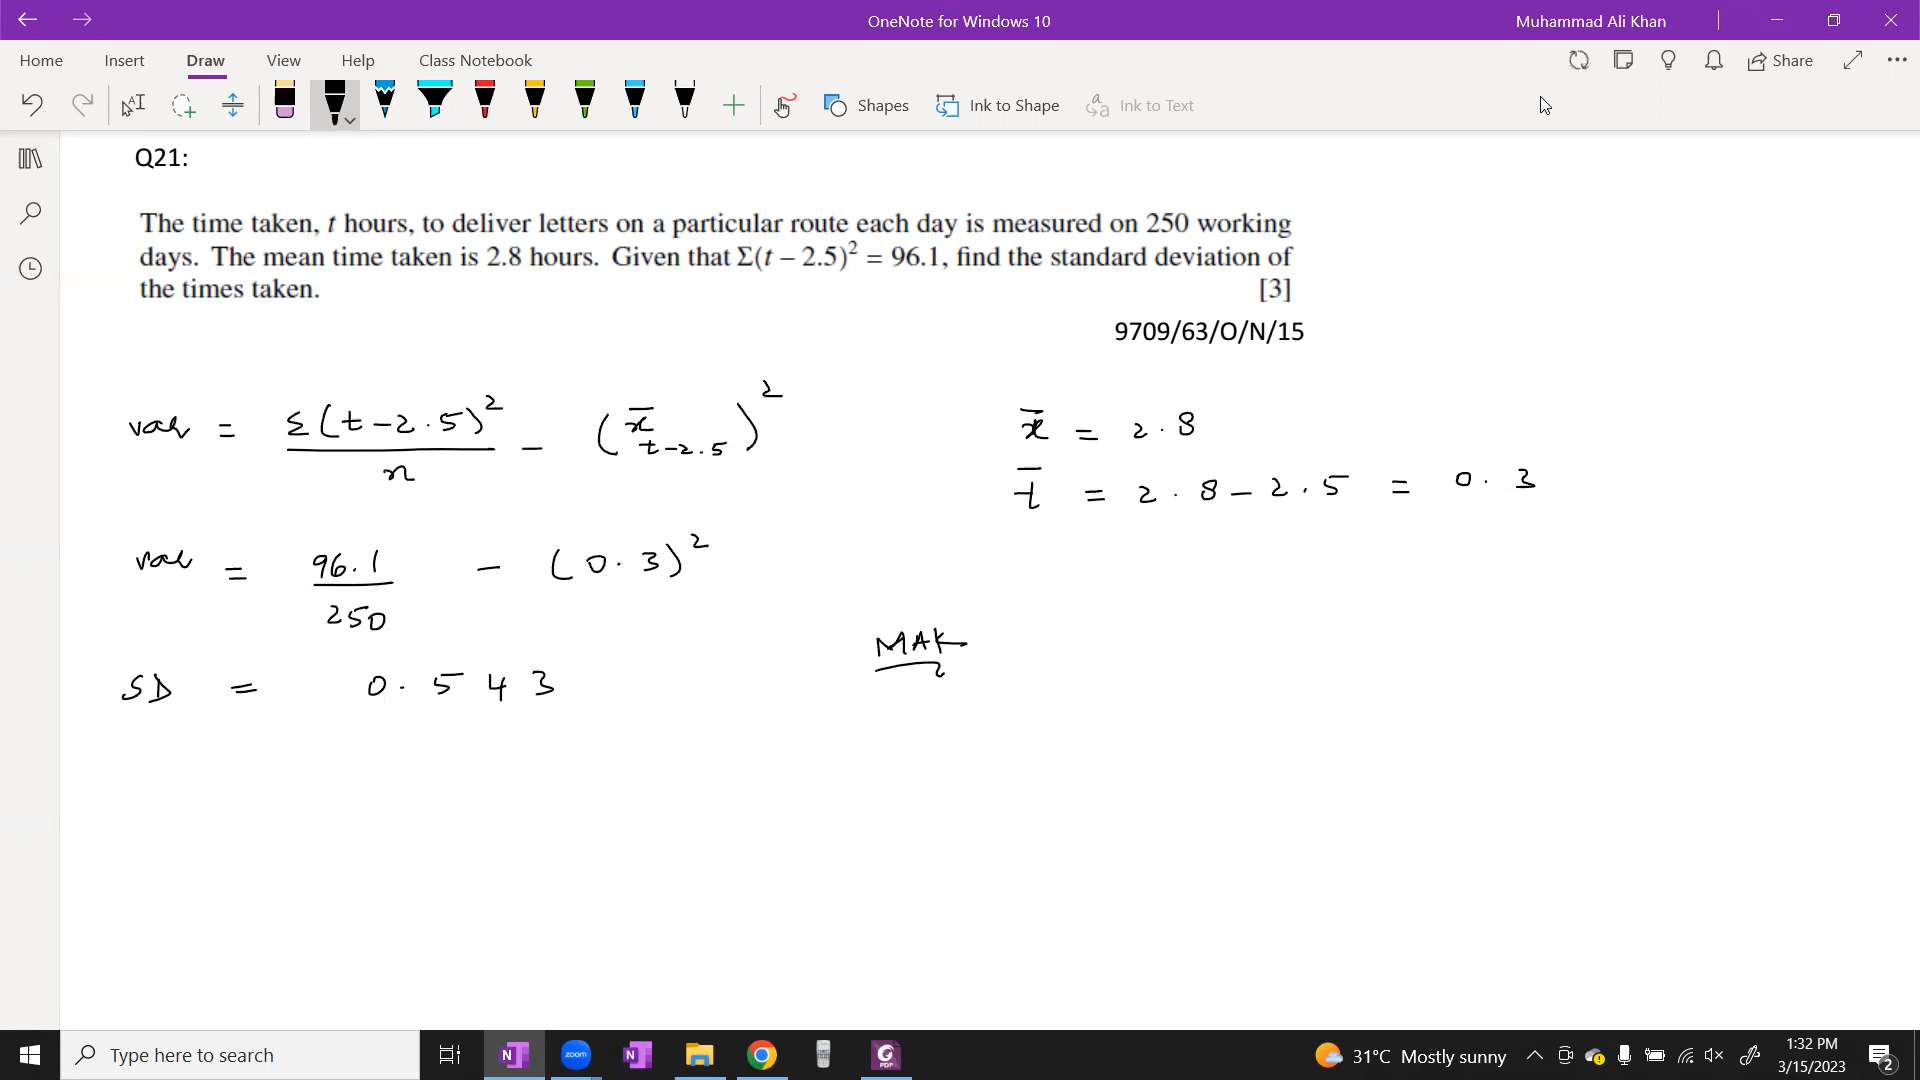 OneNote for Windows 10
Muhammad Ali Khan
Home Insert Draw View Help Class Notebook
Share
Shapes Ink to Shape Ink to Text
Q21:
The time taken, t hours, to deliver letters on a particular route each day is measured on 250 working
days. The mean time taken is 2.8 hours. Given that Σ(t − 2.5)² = 96.1, find the standard deviation of
the times taken. [3]
9709/63/O/N/15
var = Σ(t−2.5)²/n − (x̄ t−2.5)²
x̄ = 2.8
t̄ = 2.8 − 2.5 = 0.3
var = 96.1/250 − (0.3)²
MAK
SD = 0.543
Type here to search
zoom
PDF
31°C Mostly sunny
1:32 PM
3/15/2023
2